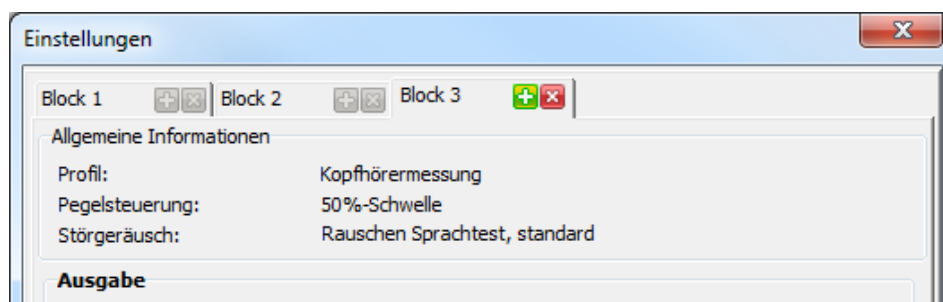 Einstellungen
Block 1 Block 2 Block 3
Allgemeine Informationen
Profil: Kopfhörermessung
Pegelsteuerung: 50%-Schwelle
Störgeräusch: Rauschen Sprachtest, standard
Ausgabe